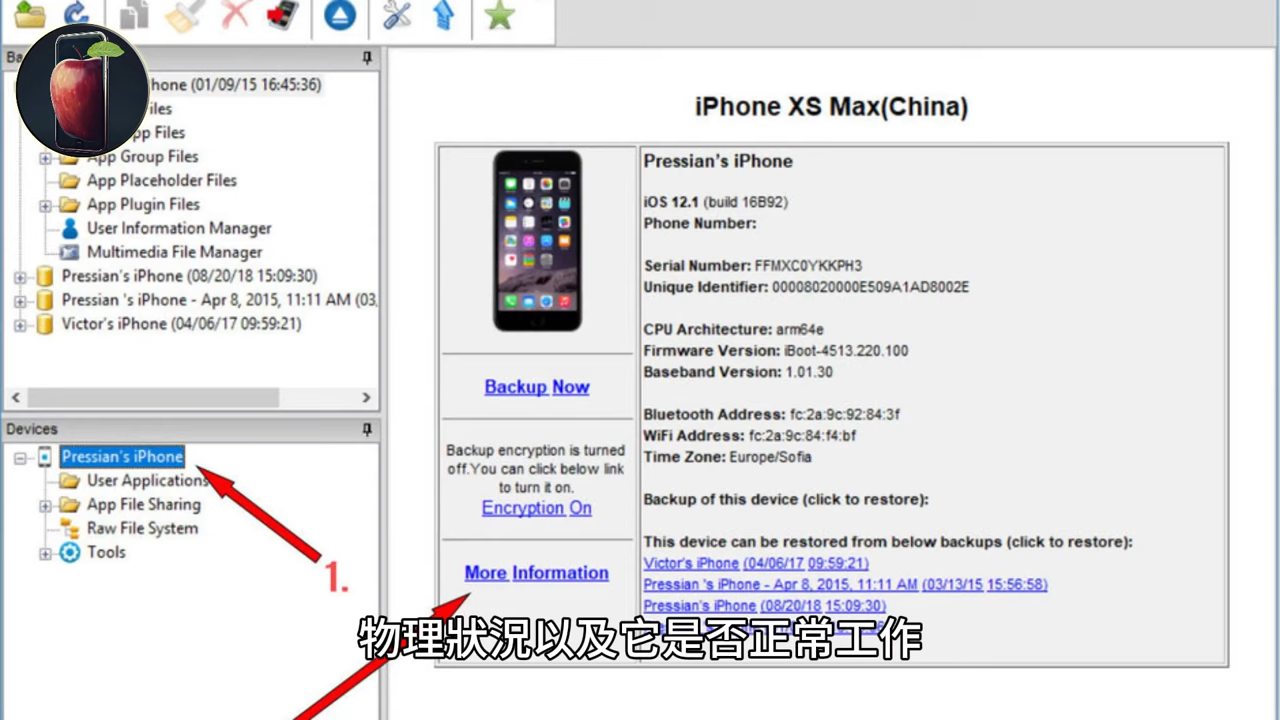 Ba
hone (01/09/15 16:45:36)
iles
pp Files
App Group Files
App Placeholder Files
App Plugin Files
User Information Manager
Multimedia File Manager
Pressian's iPhone (08/20/18 15:09:30)
Pressian 's iPhone - Apr 8, 2015, 11:11 AM (03,
Victor's iPhone (04/06/17 09:59:21)
Devices
Pressian's iPhone
User Applications
App File Sharing
Raw File System
Tools
1.
iPhone XS Max(China)
Backup Now
Backup encryption is turned
off.You can click below link
to turn it on.
Encryption On
More Information
Pressian's iPhone
iOS 12.1 (build 16B92)
Phone Number:
Serial Number: FFMXC0YKKPH3
Unique Identifier: 00008020000E509A1AD8002E
CPU Architecture: arm64e
Firmware Version: iBoot-4513.220.100
Baseband Version: 1.01.30
Bluetooth Address: fc:2a:9c:92:84:3f
WiFi Address: fc:2a:9c:84:f4:bf
Time Zone: Europe/Sofia
Backup of this device (click to restore):
This device can be restored from below backups (click to restore):
Victor's iPhone (04/06/17 09:59:21)
Pressian 's iPhone - Apr 8, 2015, 11:11 AM (03/13/15 15:56:58)
Pressian's iPhone (08/20/18 15:09:30)
物理狀況以及它是否正常工作